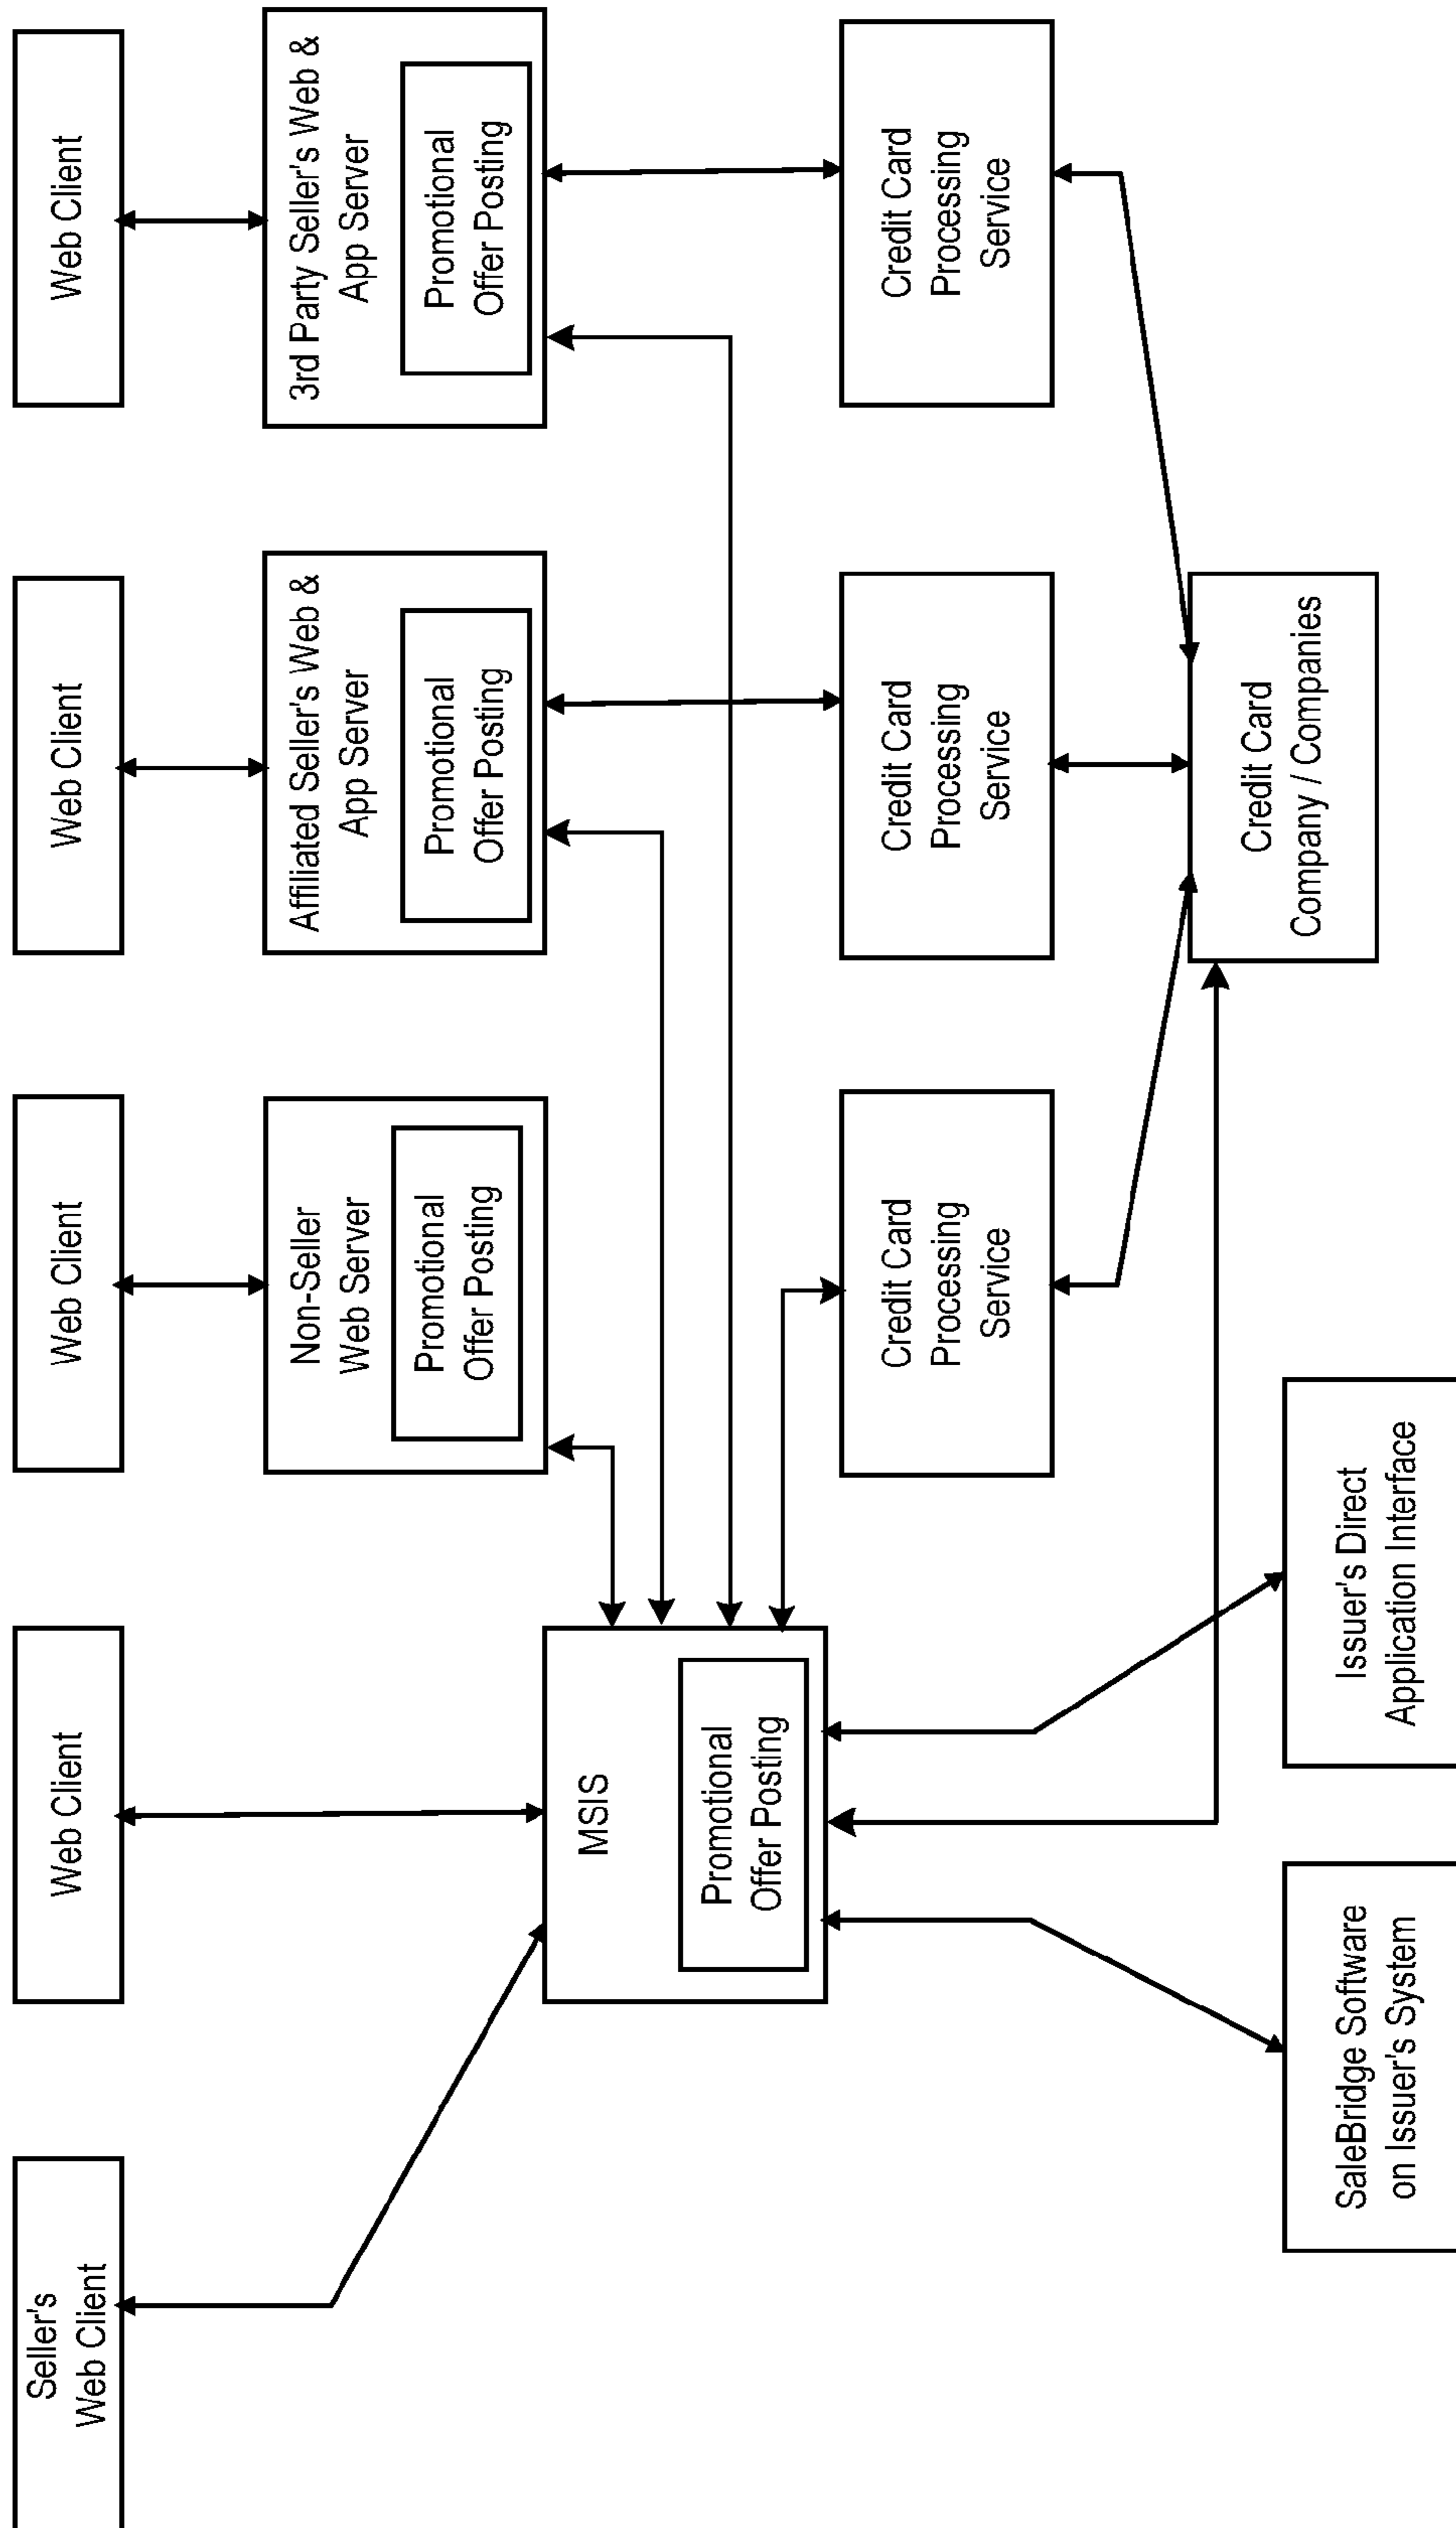 Seller's
Web Client
Web Client
Web Client
Web Client
Web Client
Non-Seller
Web Server
Promotional
Offer Posting
Affiliated Seller's Web &
App Server
Promotional
Offer Posting
3rd Party Seller's Web &
App Server
Promotional
Offer Posting
MSIS
Promotional
Offer Posting
Credit Card
Processing
Service
Credit Card
Processing
Service
Credit Card
Processing
Service
Credit Card
Company / Companies
SaleBridge Software
on Issuer's System
Issuer's Direct
Application Interface